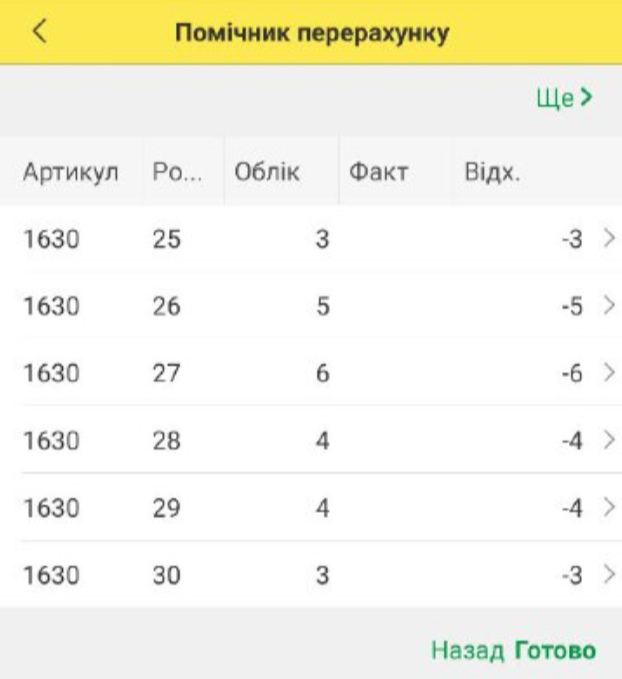 Помічник перерахунку
Ще
Артикул Ро... Облік Факт Відх.
1630 25 3 -3
1630 26 5 -5
1630 27 6 -6
1630 28 4 -4
1630 29 4 -4
1630 30 3 -3
Назад Готово